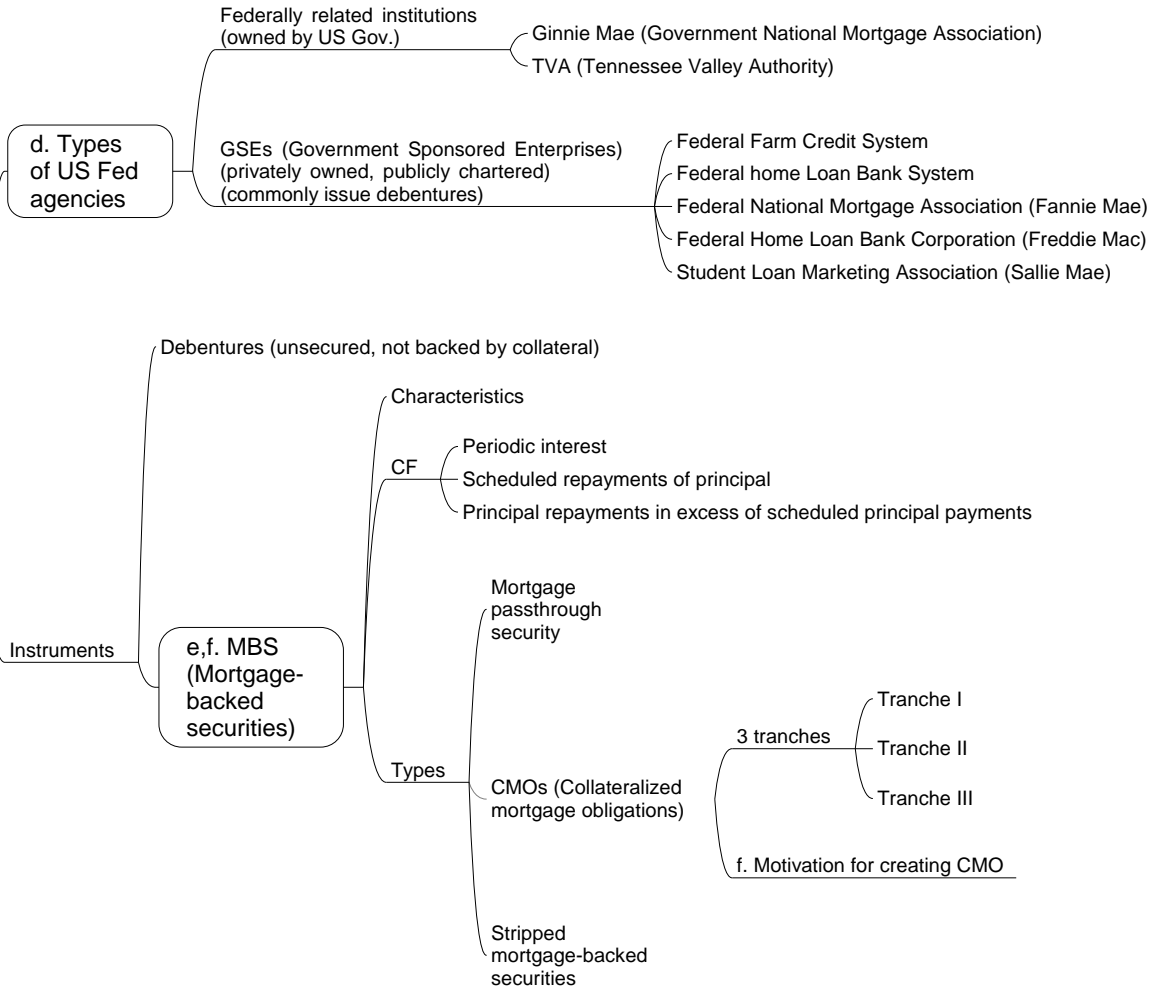 Federally related institutions
(owned by US Gov.)
Ginnie Mae (Government National Mortgage Association)
TVA (Tennessee Valley Authority)
d. Types
of US Fed
agencies
GSEs (Government Sponsored Enterprises)
(privately owned, publicly chartered)
(commonly issue debentures)
Federal Farm Credit System
Federal home Loan Bank System
Federal National Mortgage Association (Fannie Mae)
Federal Home Loan Bank Corporation (Freddie Mac)
Student Loan Marketing Association (Sallie Mae)
Instruments
Debentures (unsecured, not backed by collateral)
e,f. MBS
(Mortgage-
backed
securities)
Characteristics
CF
Periodic interest
Scheduled repayments of principal
Principal repayments in excess of scheduled principal payments
Types
Mortgage
passthrough
security
CMOs (Collateralized
mortgage obligations)
3 tranches
Tranche I
Tranche II
Tranche III
f. Motivation for creating CMO
Stripped
mortgage-backed
securities